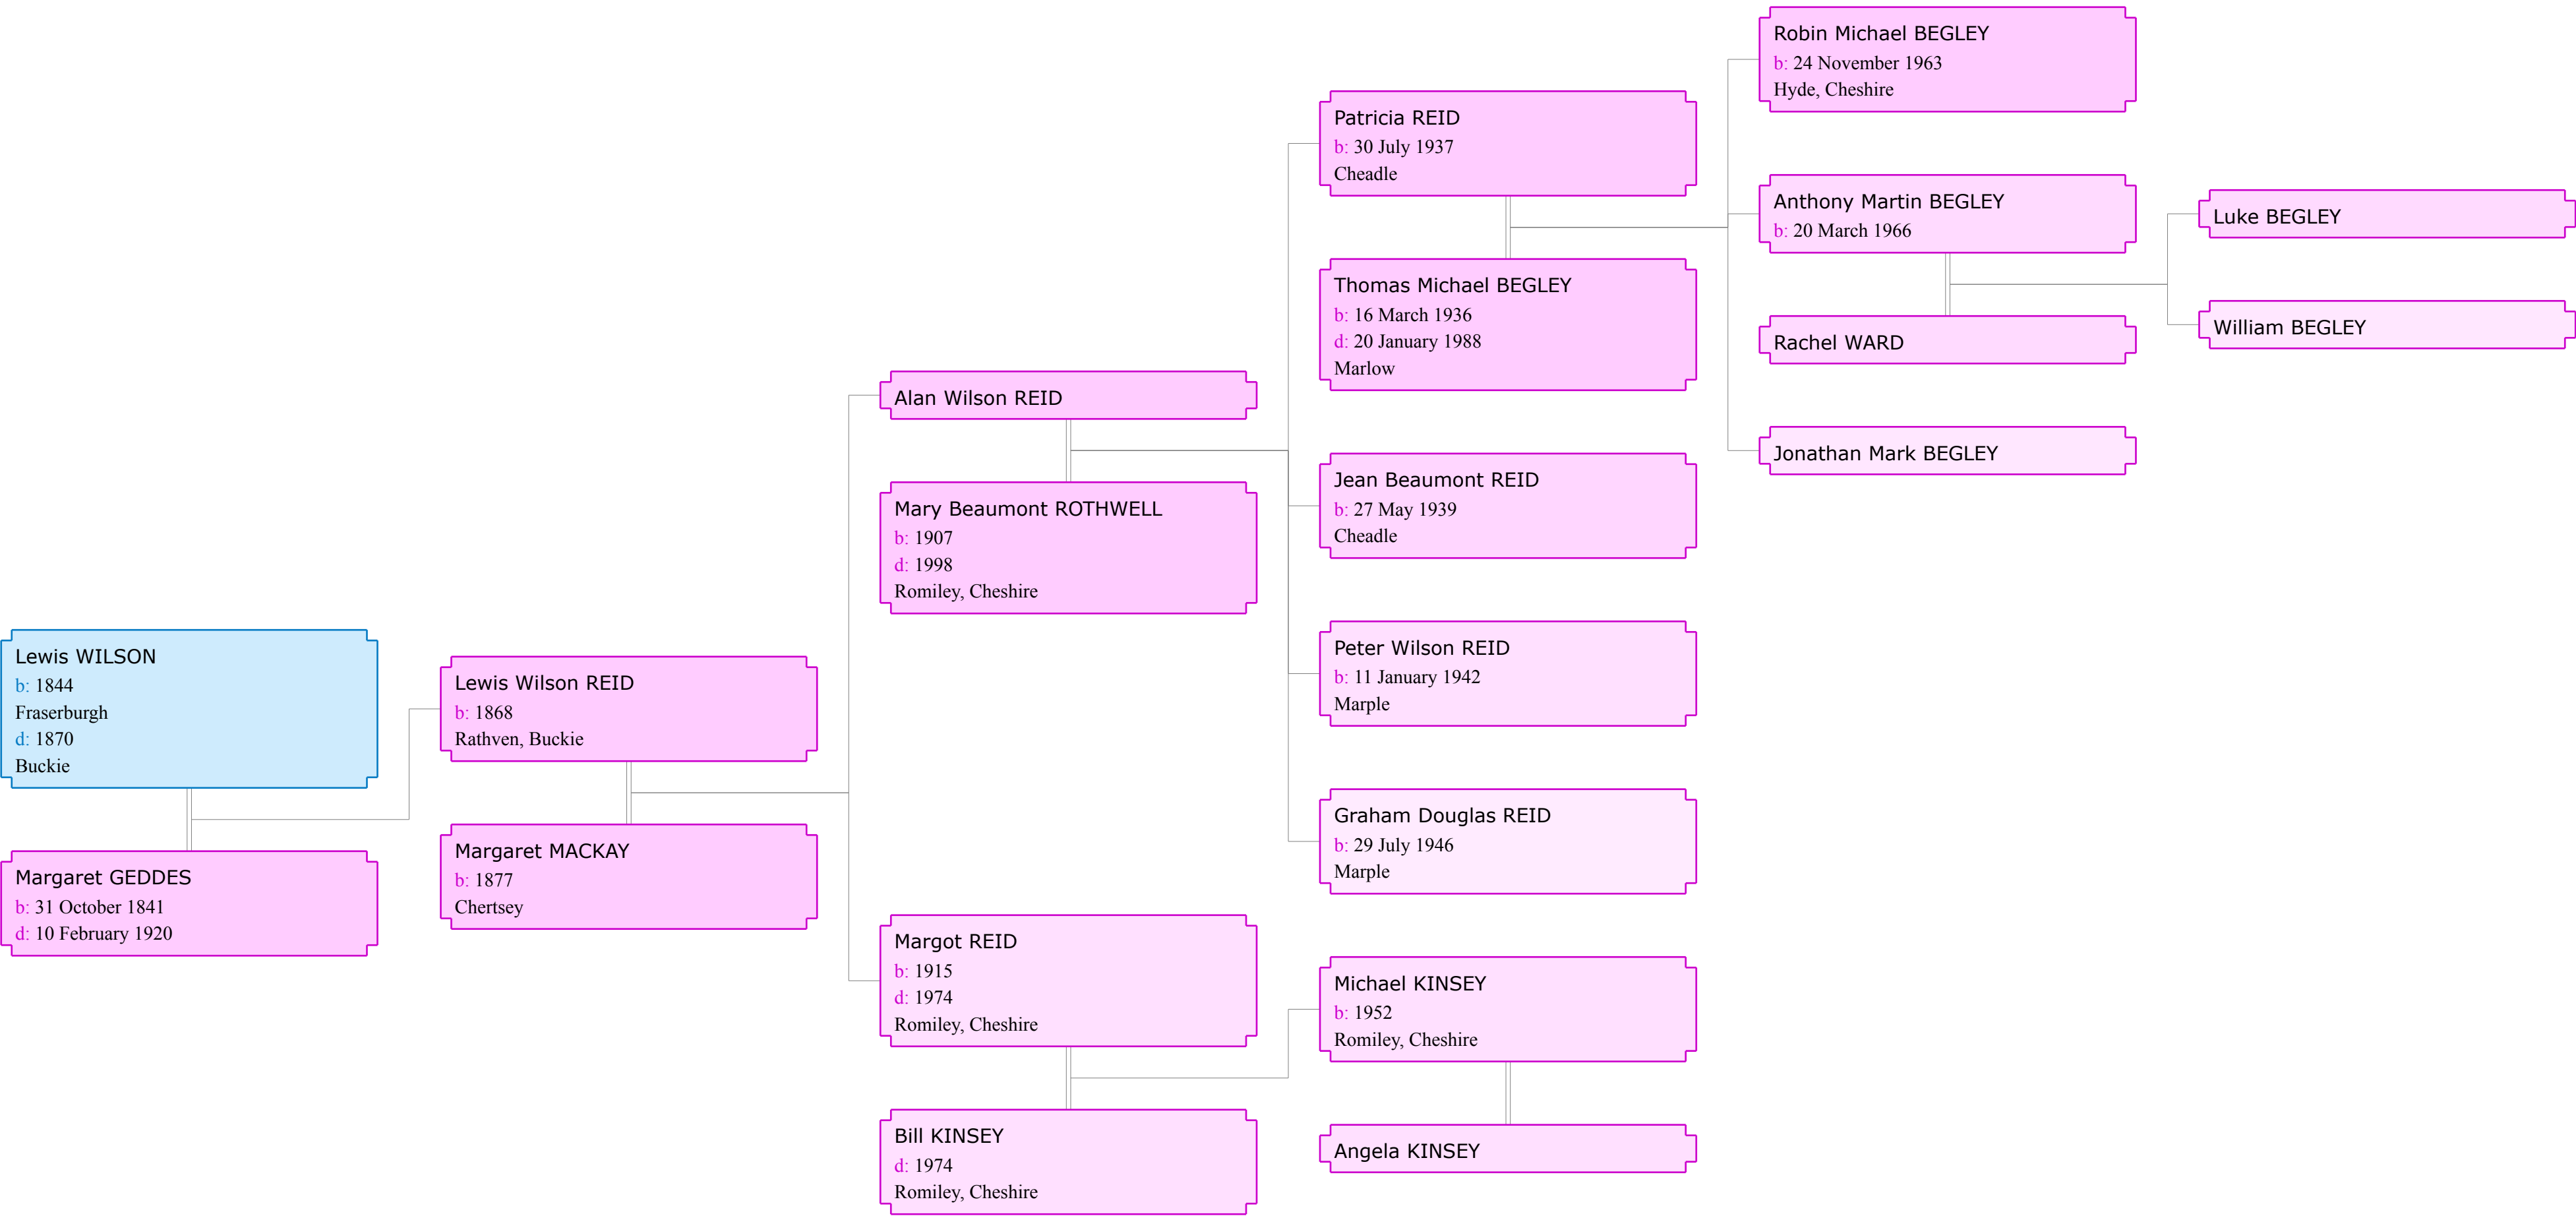 Lewis WILSON
b: 1844
Fraserburgh
d: 1870
Buckie
Margaret GEDDES
b: 31 October 1841
d: 10 February 1920
Lewis Wilson REID
b: 1868
Rathven, Buckie
Margaret MACKAY
b: 1877
Chertsey
Alan Wilson REID
Mary Beaumont ROTHWELL
b: 1907
d: 1998
Romiley, Cheshire
Margot REID
b: 1915
d: 1974
Romiley, Cheshire
Bill KINSEY
d: 1974
Romiley, Cheshire
Patricia REID
b: 30 July 1937
Cheadle
Thomas Michael BEGLEY
b: 16 March 1936
d: 20 January 1988
Marlow
Jean Beaumont REID
b: 27 May 1939
Cheadle
Peter Wilson REID
b: 11 January 1942
Marple
Graham Douglas REID
b: 29 July 1946
Marple
Michael KINSEY
b: 1952
Romiley, Cheshire
Angela KINSEY
Robin Michael BEGLEY
b: 24 November 1963
Hyde, Cheshire
Anthony Martin BEGLEY
b: 20 March 1966
Rachel WARD
Jonathan Mark BEGLEY
Luke BEGLEY
William BEGLEY